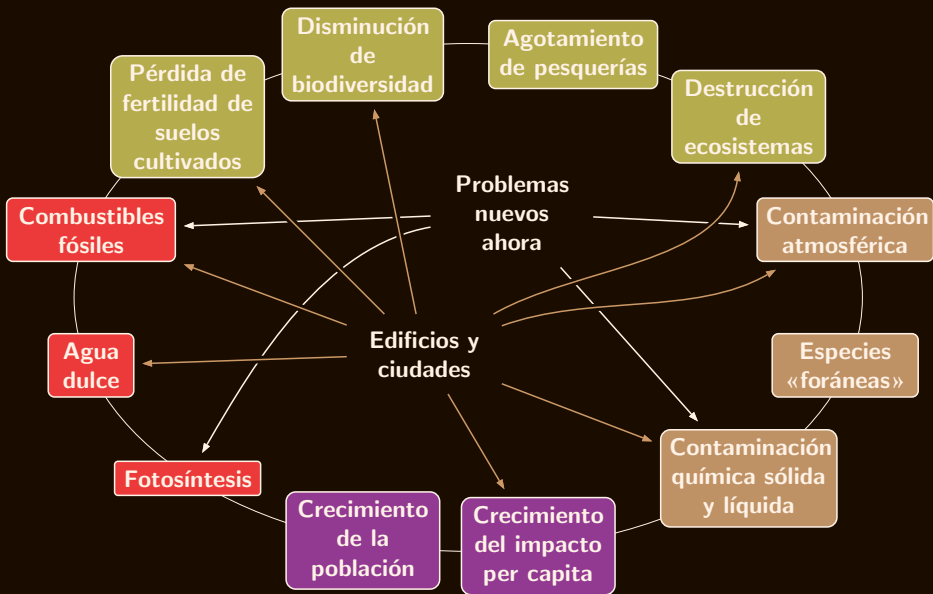 Disminución
de
biodiversidad
Agotamiento
de pesquerías
Pérdida de
fertilidad de
suelos
cultivados
Destrucción
de
ecosistemas
Problemas
nuevos
ahora
Combustibles
fósiles
Contaminación
atmosférica
Edificios y
ciudades
Agua
dulce
Especies
«foráneas»
Fotosíntesis
Contaminación
química sólida
y líquida
Crecimiento
de la
población
Crecimiento
del impacto
per capita